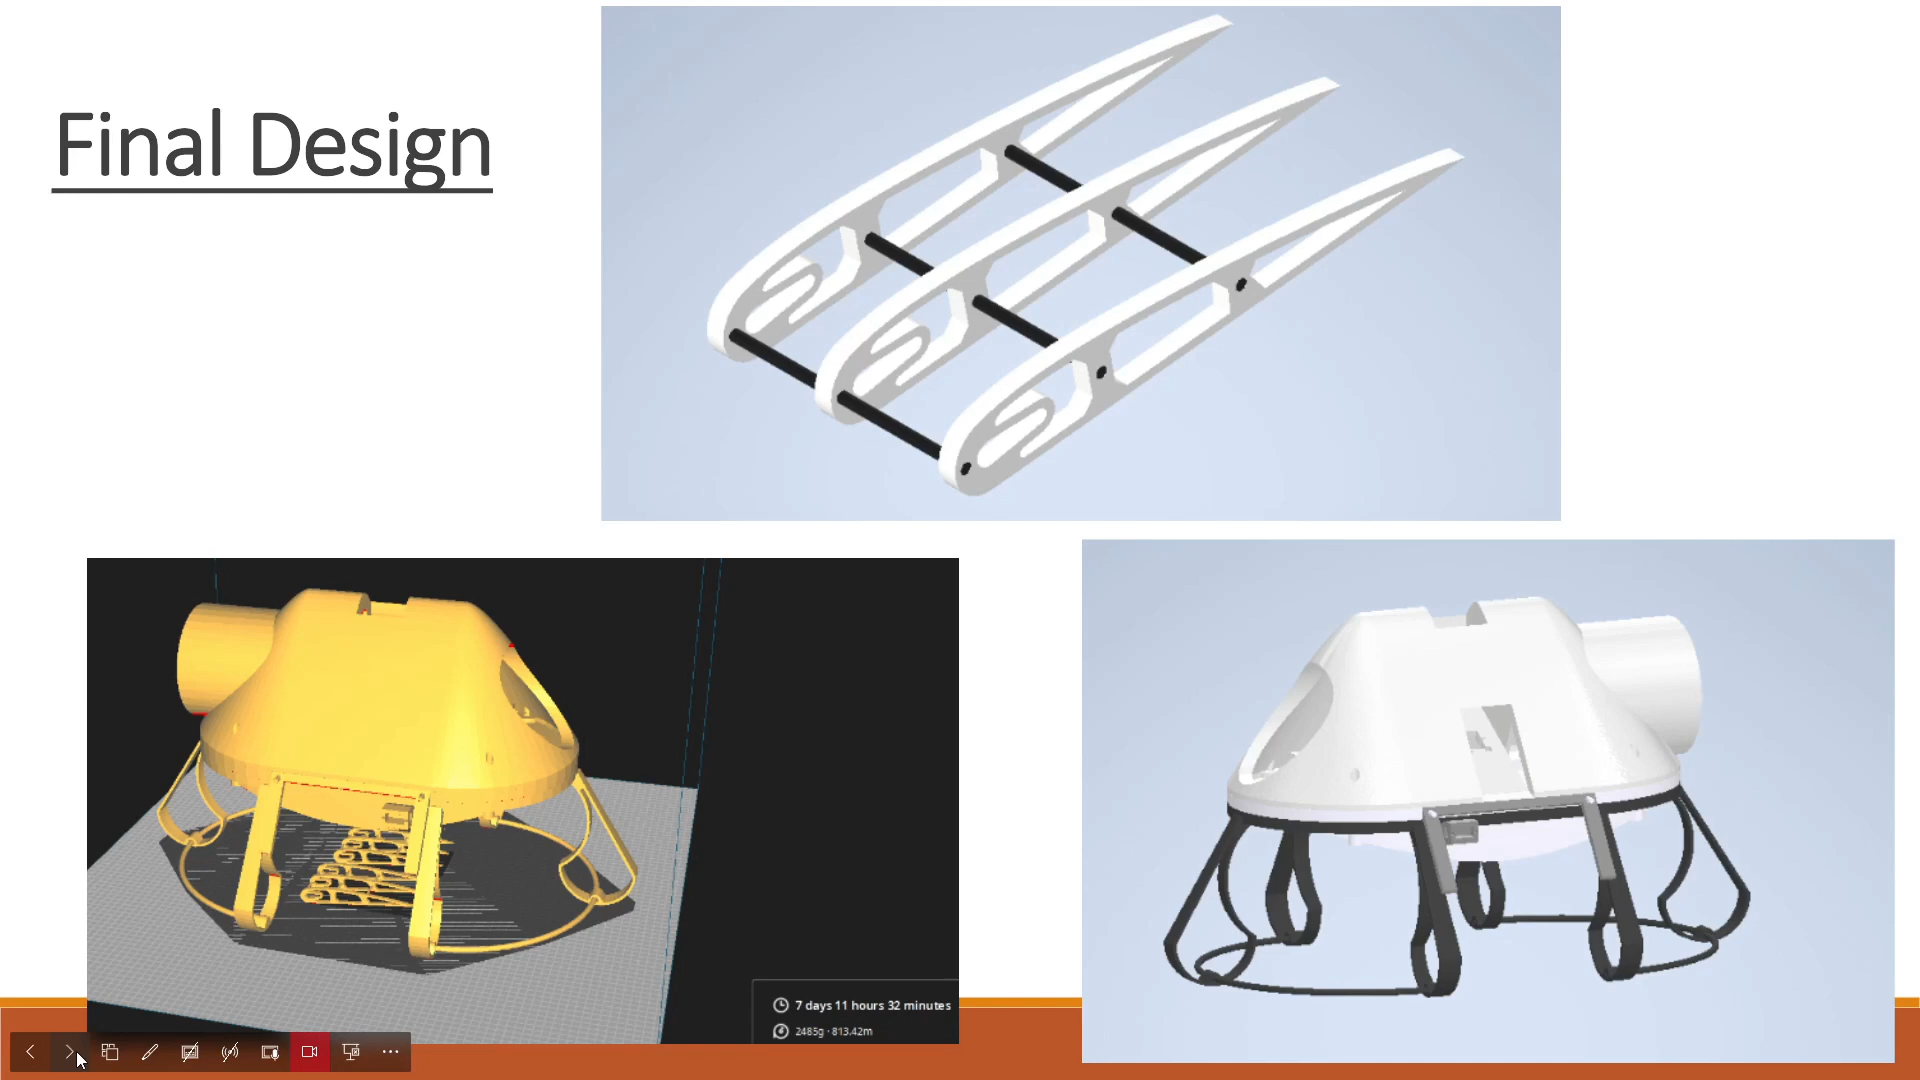 Final Design
7 days 11 hours 32 minutes
2485g · 813.42m